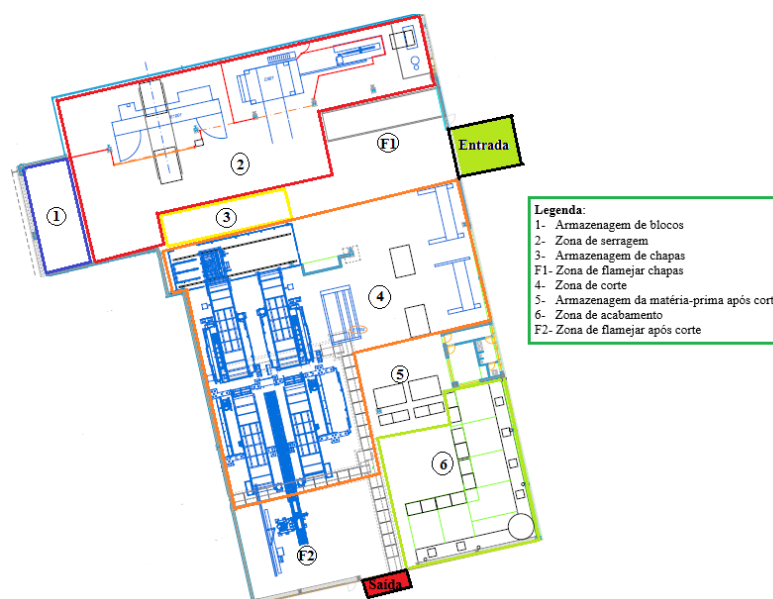 F1
Entrada
2
1
3
4
5
6
F2
Saída
Legenda:
1- Armazenagem de blocos
2- Zona de serragem
3- Armazenagem de chapas
F1- Zona de flamejar chapas
4- Zona de corte
5- Armazenagem da matéria-prima após cort
6- Zona de acabamento
F2- Zona de flamejar após corte